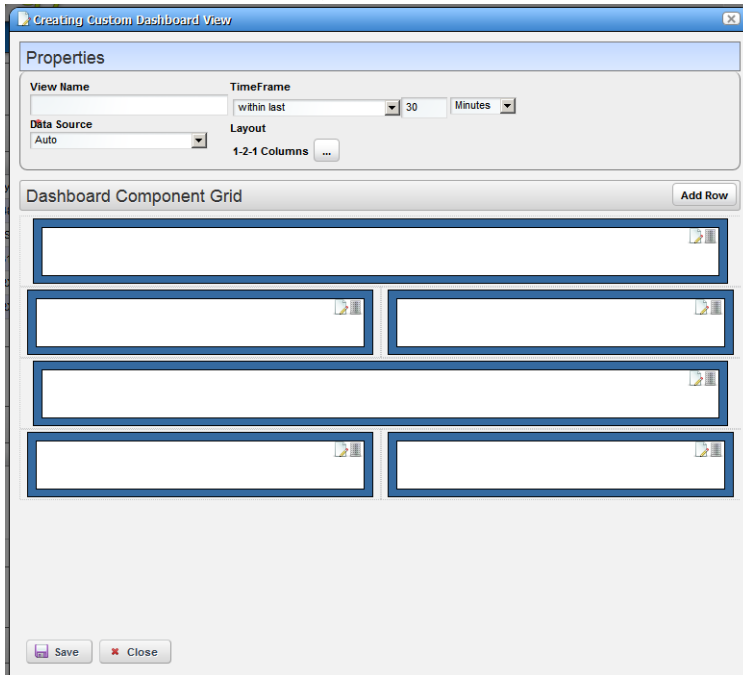 Creating Custom Dashboard View
Properties
View Name
TimeFrame
within last
30
Minutes
Data Source
Auto
Layout
1-2-1 Columns
...
Dashboard Component Grid
Add Row
Save
Close